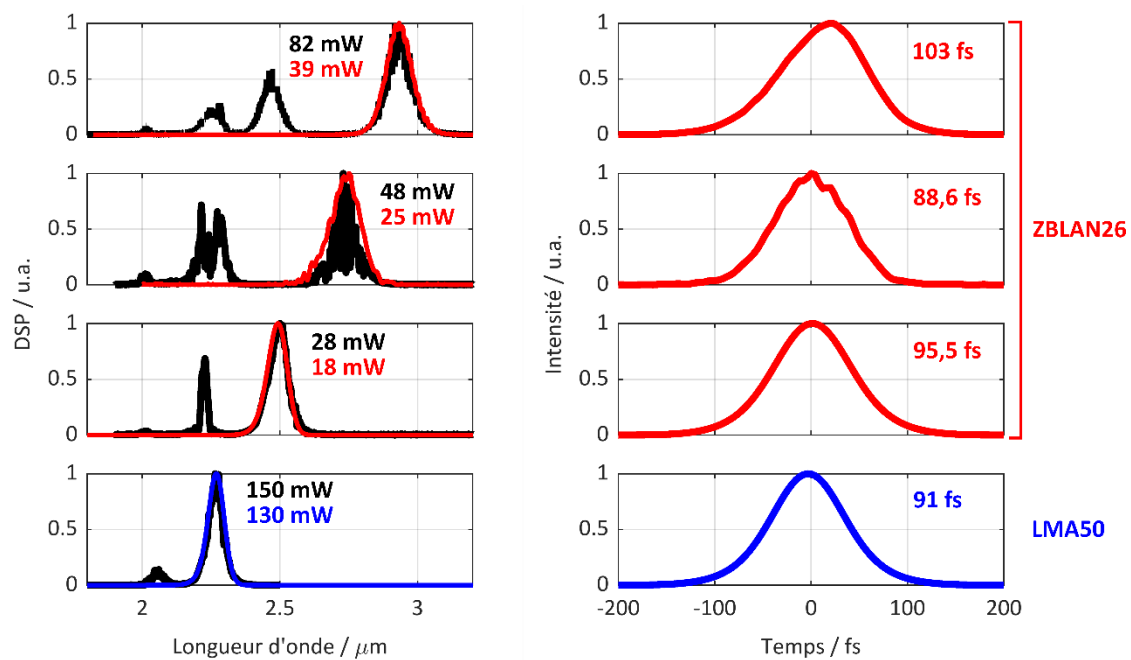 DSP / u.a.
1
0.5
0
82 mW
39 mW
1
0.5
0
48 mW
25 mW
1
0.5
0
28 mW
18 mW
1
0.5
0
150 mW
130 mW
2
2.5
3
Longueur d'onde / μm
Intensité / u.a.
1
0.5
0
103 fs
1
0.5
0
88,6 fs
1
0.5
0
95,5 fs
ZBLAN26
1
0.5
0
91 fs
LMA50
-200
-100
0
100
200
Temps / fs